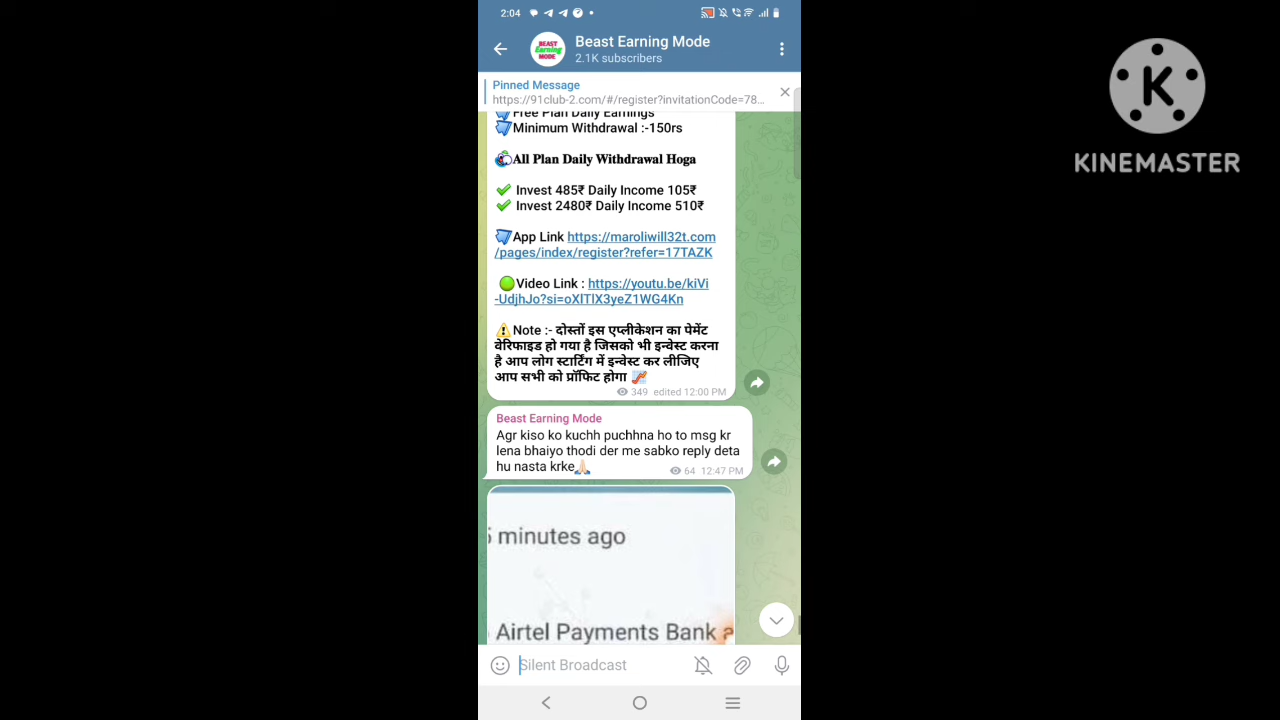 2:04
Beast Earning Mode
2.1K subscribers
BEAST
Earning
MODE
Pinned Message
https://91club-2.com/#/register?invitationCode=78...
Free Plan Daily Earnings
Minimum Withdrawal :-150rs
All Plan Daily Withdrawal Hoga
Invest 485₹ Daily Income 105₹
Invest 2480₹ Daily Income 510₹
App Link https://maroliwill32t.com
/pages/index/register?refer=17TAZK
Video Link : https://youtu.be/kiVi
-UdjhJo?si=oXlTlX3yeZ1WG4Kn
Note :- दोस्तों इस एप्लीकेशन का पेमेंट
वेरिफाइड हो गया है जिसको भी इन्वेस्ट करना
है आप लोग स्टार्टिंग में इन्वेस्ट कर लीजिए
आप सभी को प्रॉफिट होगा
349 edited 12:00 PM
Beast Earning Mode
Agr kiso ko kuchh puchhna ho to msg kr
lena bhaiyo thodi der me sabko reply deta
hu nasta krke
64 12:47 PM
minutes ago
Airtel Payments Bank a
Silent Broadcast
K
KINEMASTER